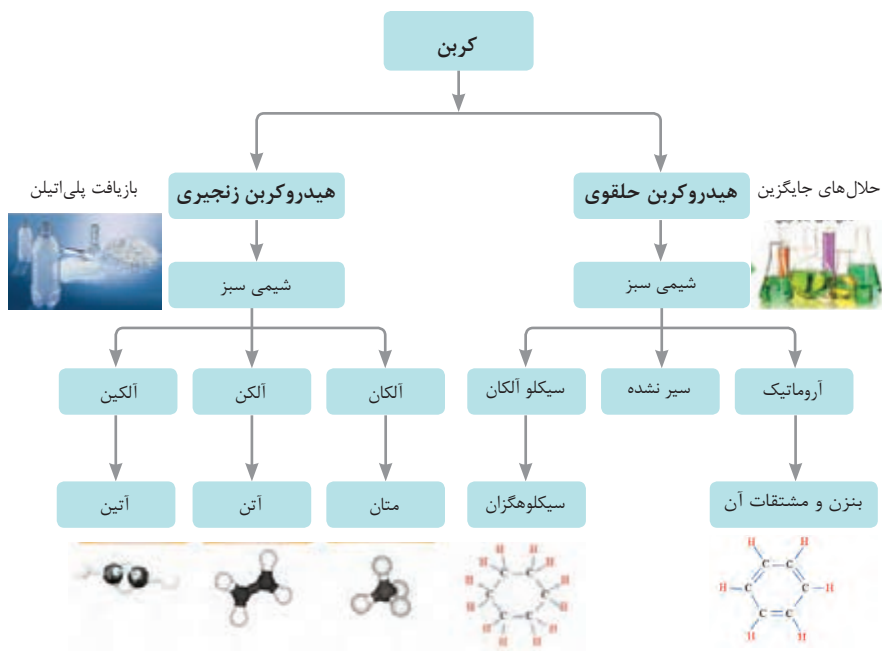 کربن
هیدروکربن حلقوی
هیدروکربن زنجیری
حلال‌های جایگزین
بازیافت پلی‌اتیلن
شیمی سبز
شیمی سبز
آروماتیک
سیر نشده
سیکلو آلکان
آلکان
آلکن
آلکین
بنزن و مشتقات آن
سیکلوهگزان
متان
آتن
آتین
H H H H
H C C H
H C C H
H C C H
H H H H
H H
C C
H C C H
C C
H H